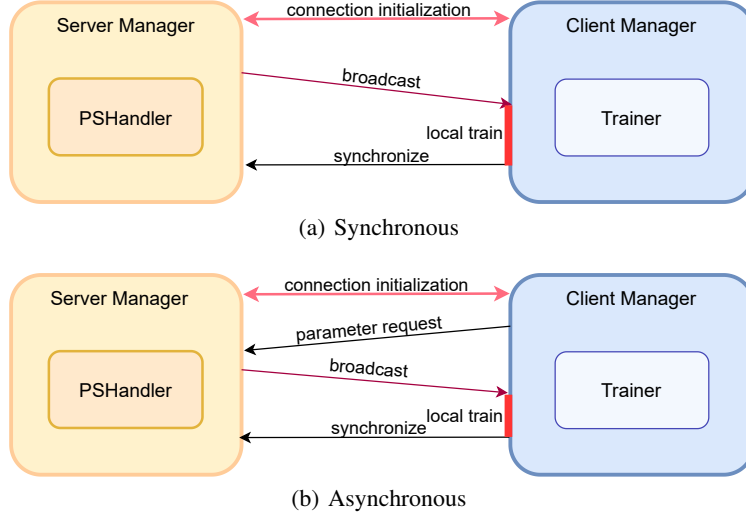 Server Manager
connection initialization
Client Manager
broadcast
PSHandler
Trainer
local train
synchronize
(a) Synchronous
Server Manager
connection initialization
Client Manager
parameter request
broadcast
PSHandler
Trainer
local train
synchronize
(b) Asynchronous